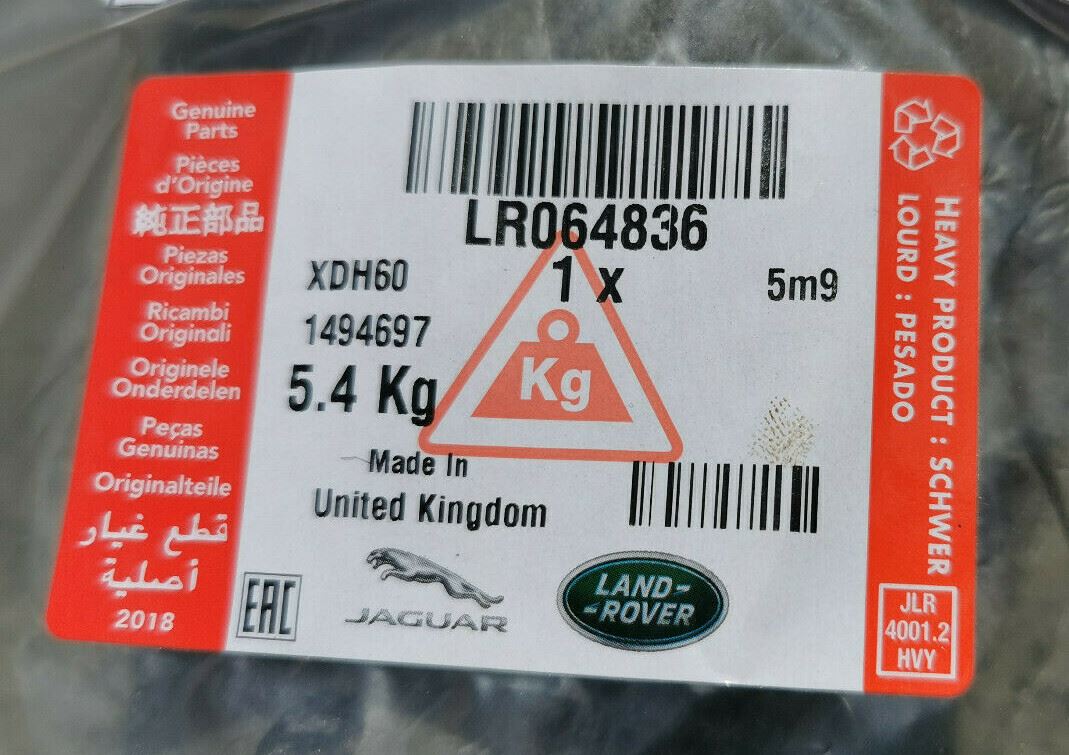 Genuine
Parts
Pièces
d'Origine
純正部品
Piezas
Originales
Ricambi
Originali
Originele
Onderdelen
Peças
Genuinas
Originalteile
قطع غيار
أصلية
2018
LR064836
XDH60
1 x
5m9
1494697
5.4 Kg
Kg
Made In
United Kingdom
EAC
JAGUAR
LAND-
-ROVER
HEAVY PRODUCT : SCHWER
LOURD : PESADO
JLR
4001.2
HVY